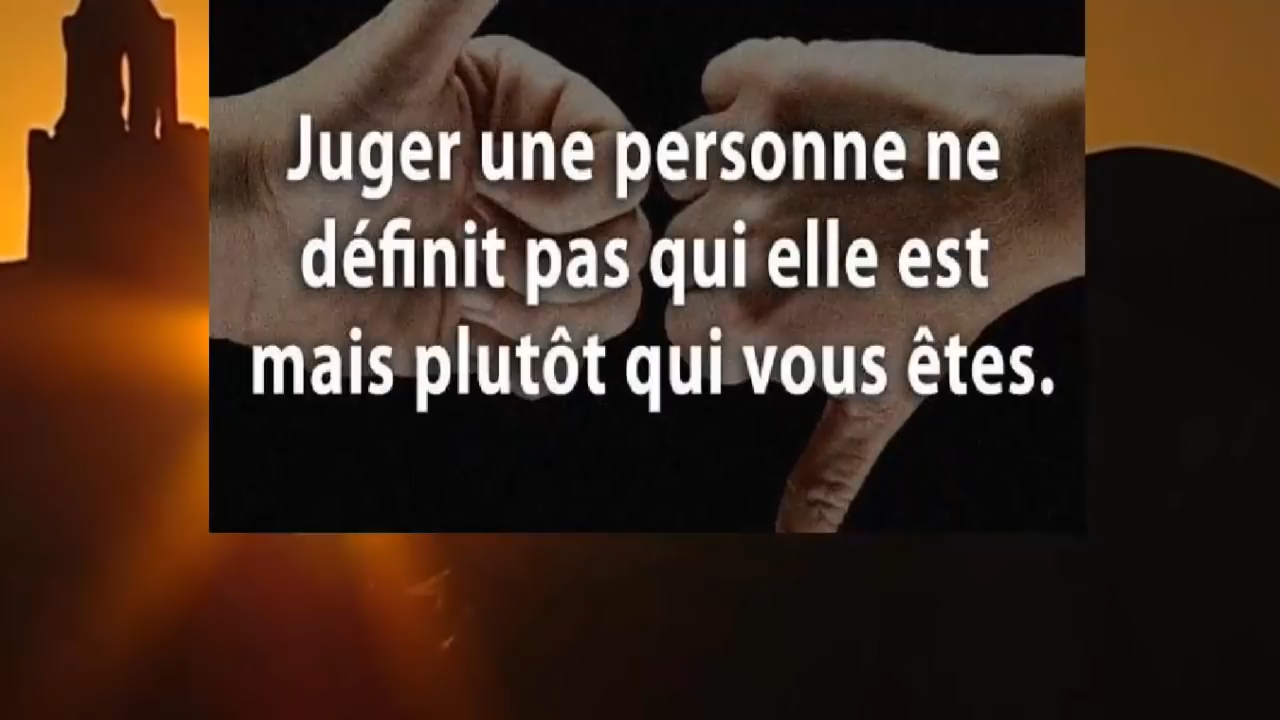 Juger une personne ne
définit pas qui elle est
mais plutôt qui vous êtes.